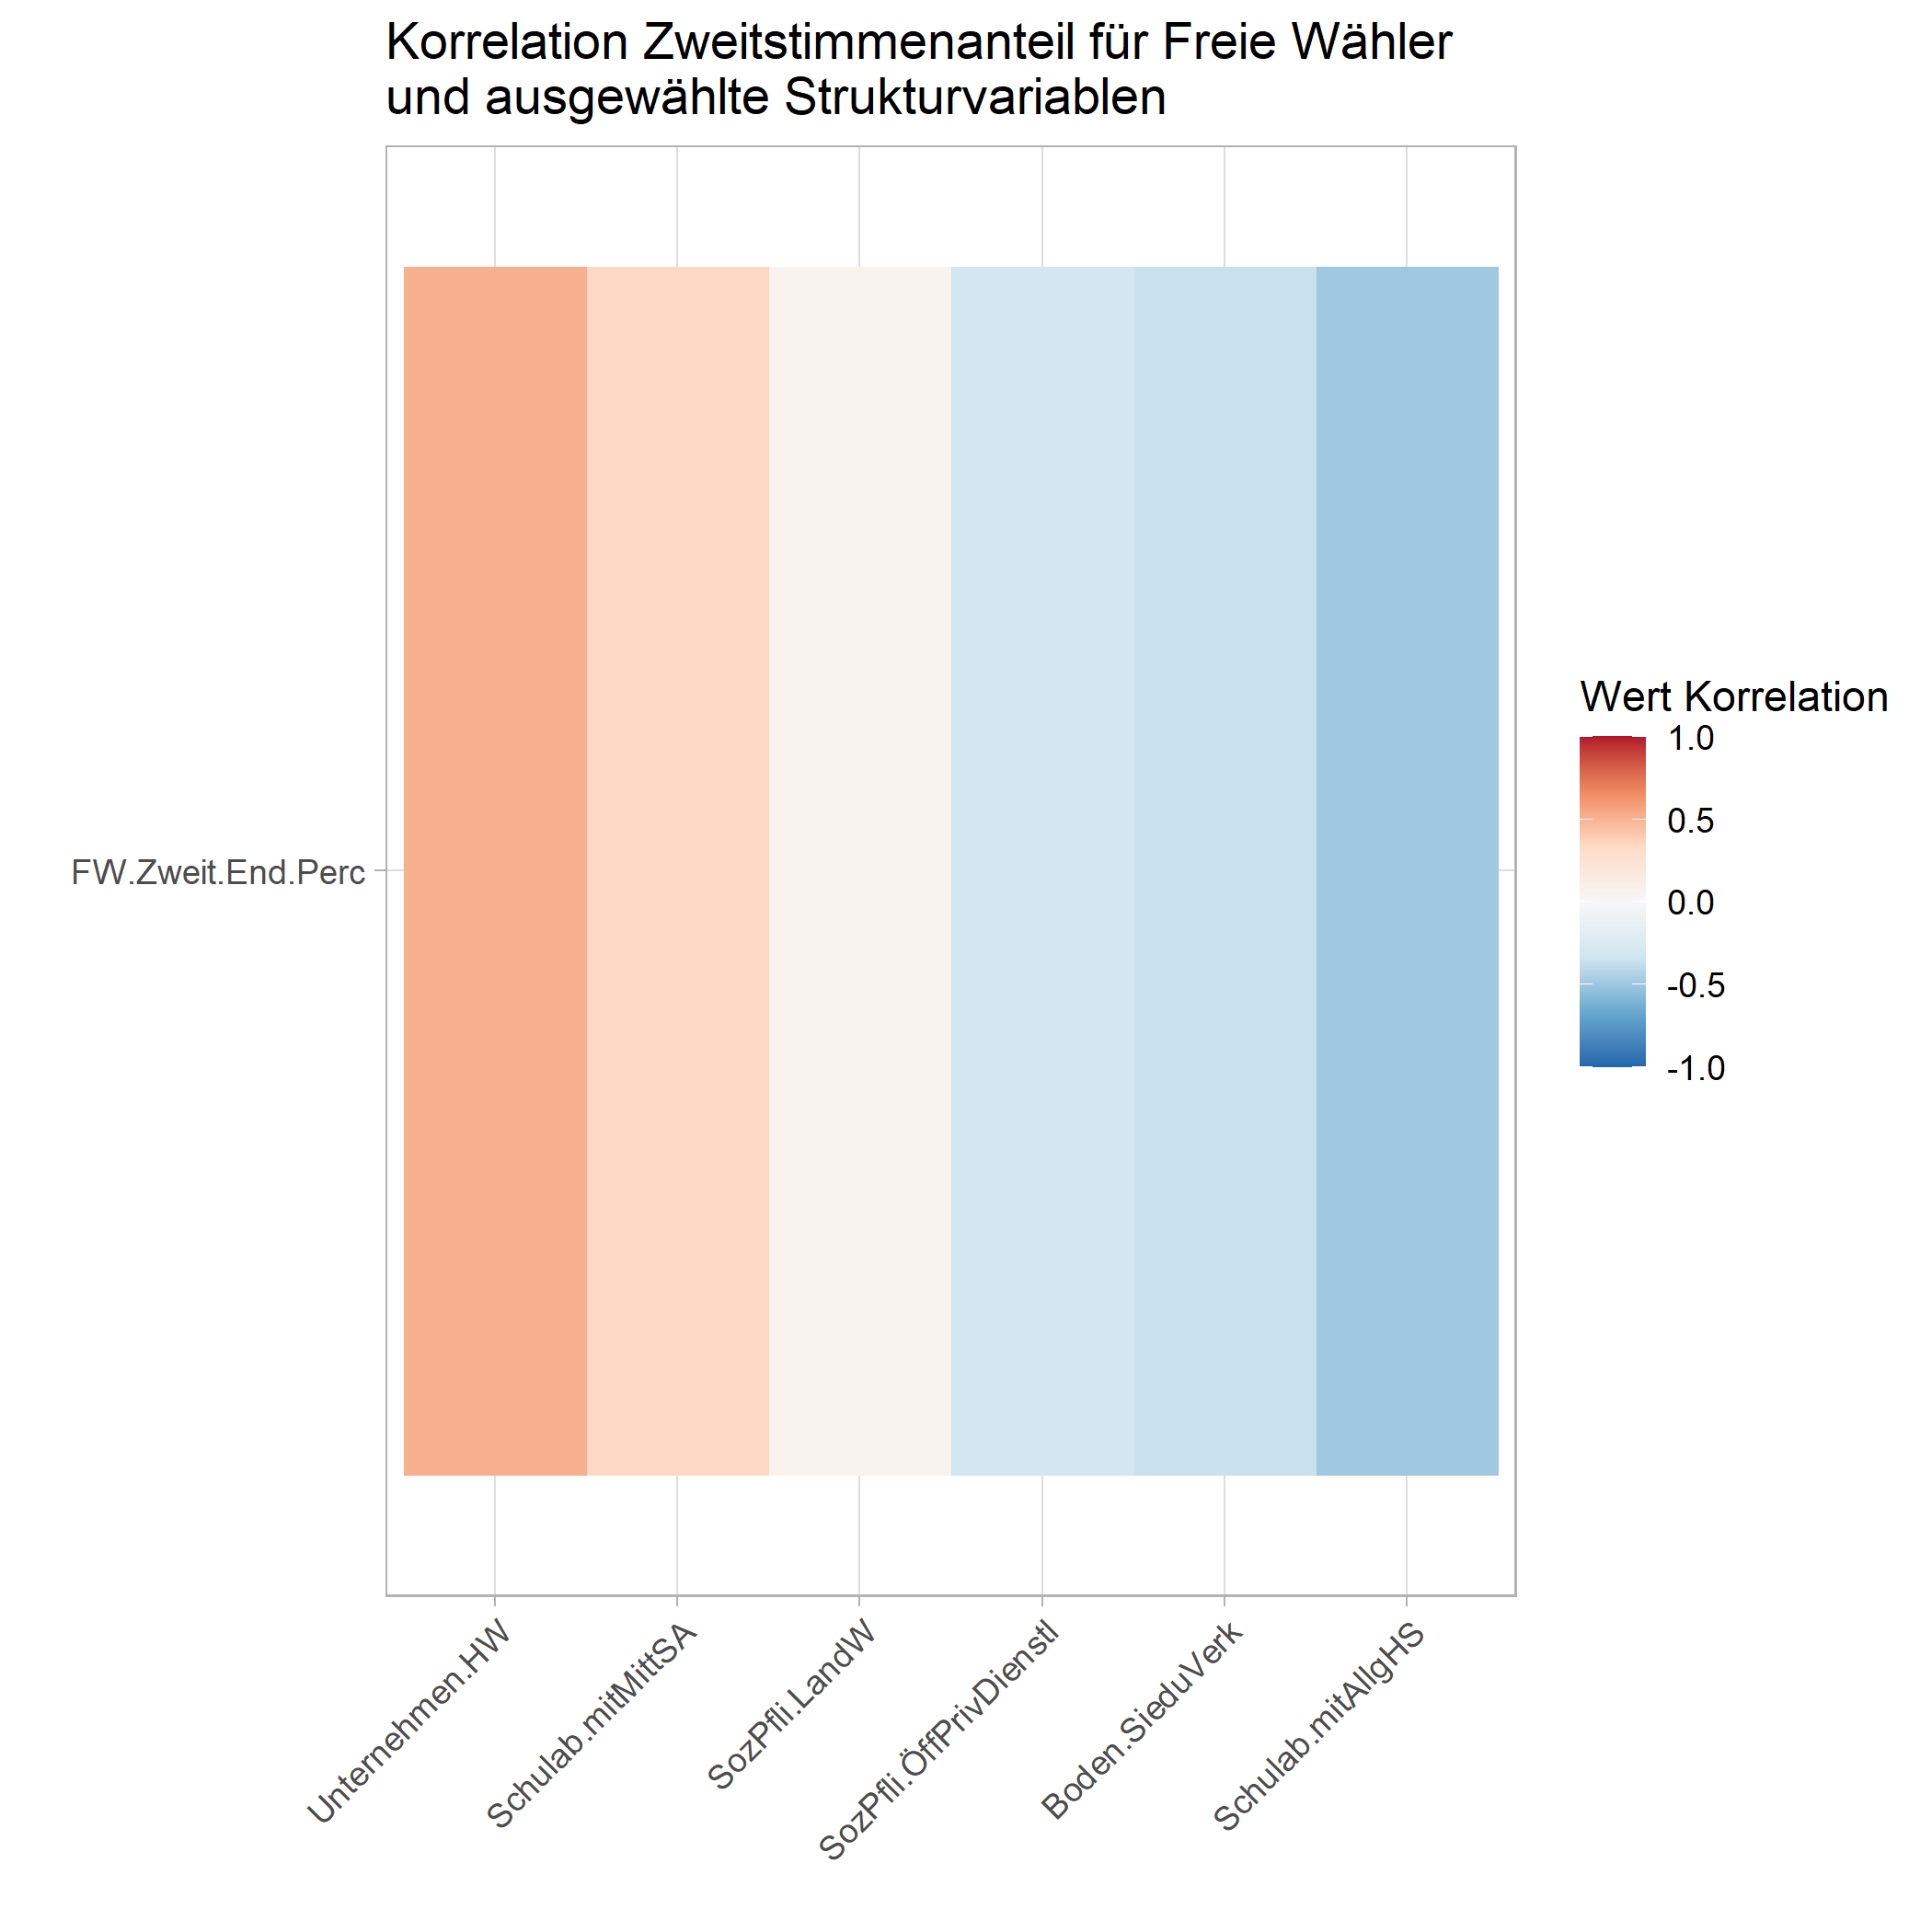 Korrelation Zweitstimmenanteil für Freie Wähler
und ausgewählte Strukturvariablen
FW.Zweit.End.Perc
Unternehmen.HW
Schulab.mitMittSA
SozPfli.LandW
SozPfli.ÖffPrivDienstl
Boden.SieduVerk
Schulab.mitAllgHS
Wert Korrelation
1.0
0.5
0.0
-0.5
-1.0